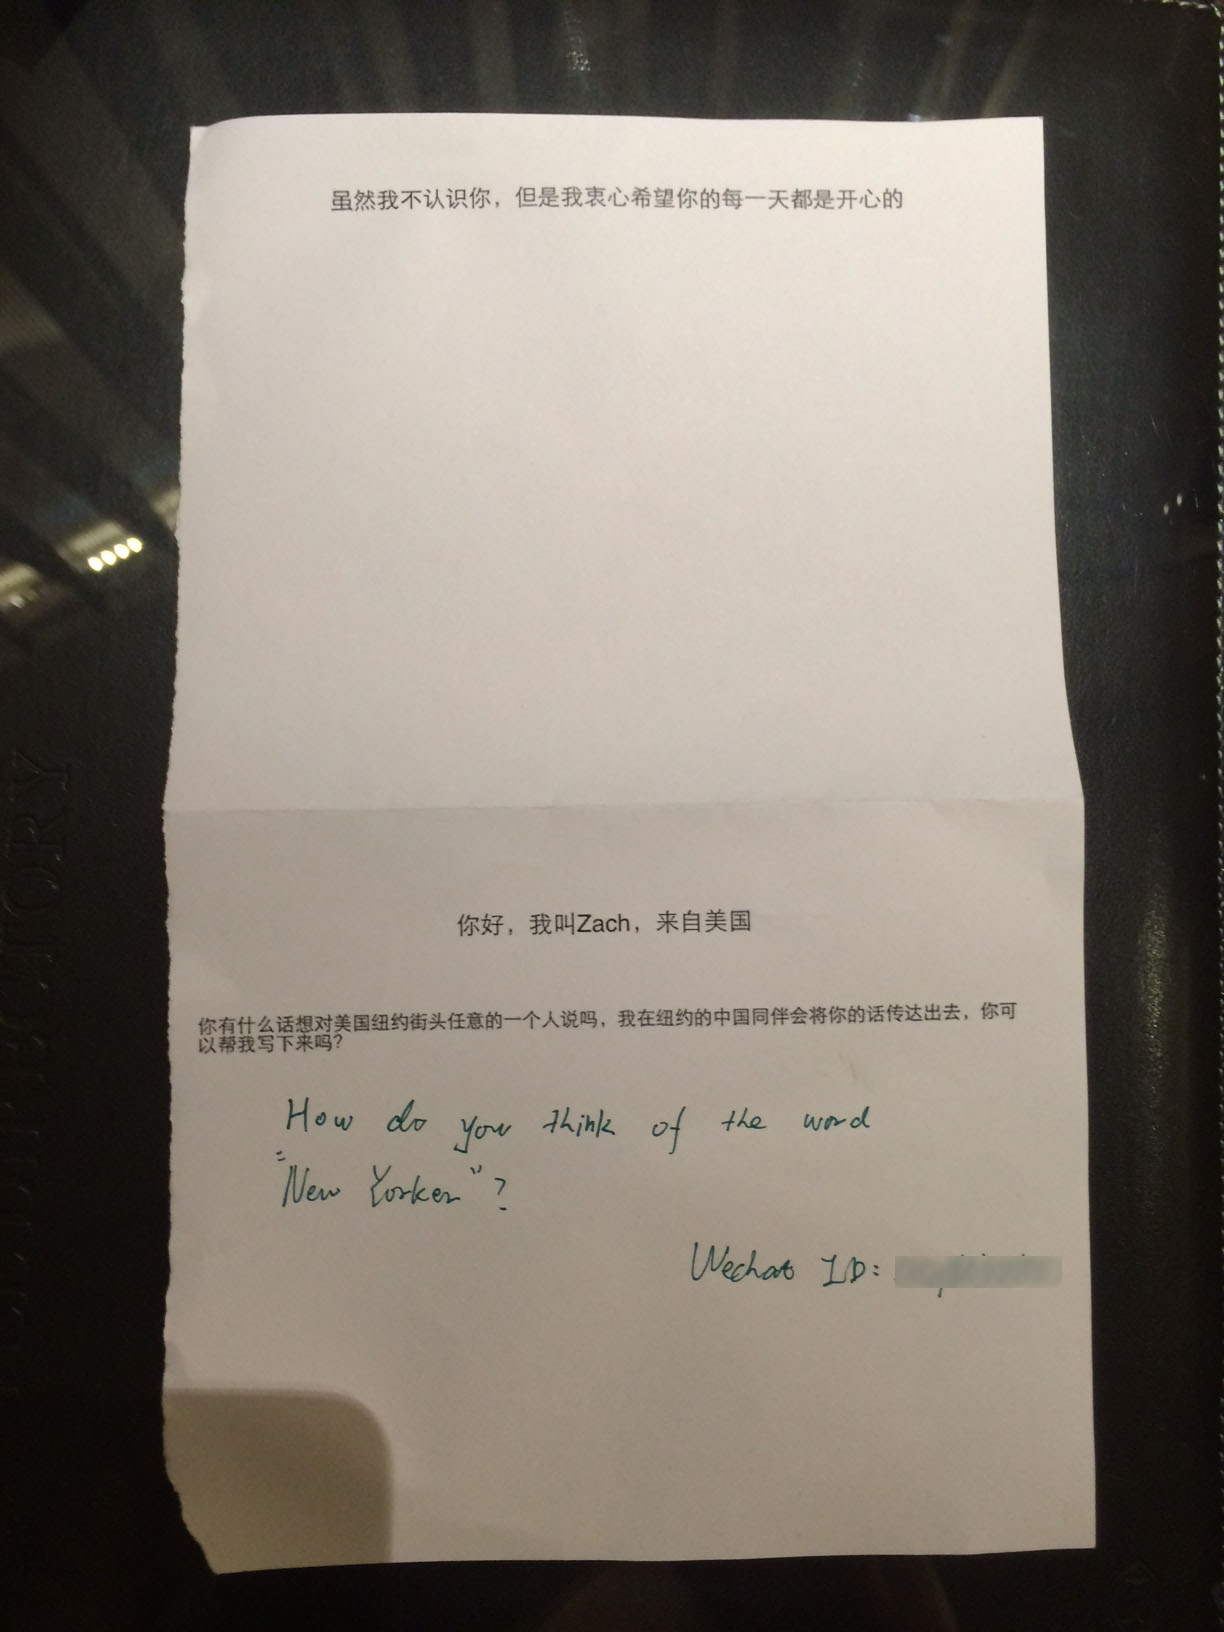 虽然我不认识你，但是我衷心希望你的每一天都是开心的
你好，我叫Zach，来自美国
你有什么话想对美国纽约街头任意的一个人说吗，我在纽约的中国同伴会将你的话传达出去，你可
以帮我写下来吗？
How do you think of the word
"New Yorker"?
Wechat ID: